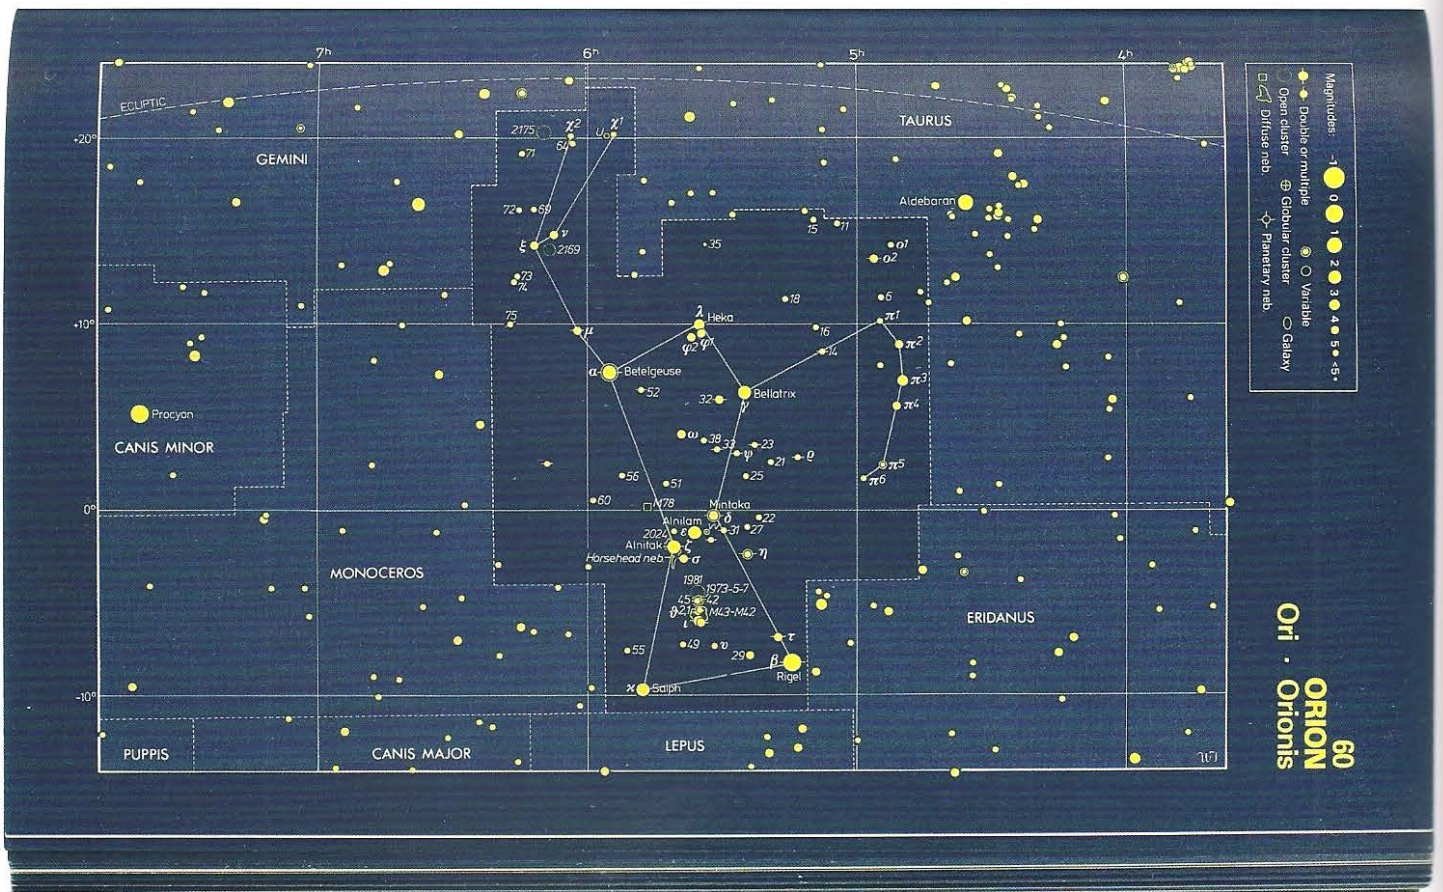 7h 6h 5h 4h
ECLIPTIC
+20°
GEMINI
TAURUS
2175 χ2 U χ1
64
71
Aldebaran
72 69
15 11
ν
ξ 2169
35 ο1
ο2
73
74
18 6
75
+10°
λ Heka
π1
μ 16
φ2 φ1
14 π2
α Betelgeuse
π3
52
Bellatrix
32 γ
π4
Procyon
CANIS MINOR
ω 38 33 23
ψ 21 ϱ
π5
56 25
51 π6
60 M78
Mintaka
0°
δ 22
Alnilam
2024 ε VV 31 27
Alnitak ζ
η
Horsehead neb. σ
MONOCEROS
1981
1973-5-7
45 42
ϑ 2,1 M43-M42
ι
ERIDANUS
τ
49 υ
55 29
β
Rigel
ϰ Saiph
-10°
PUPPIS
CANIS MAJOR
LEPUS
Magnitudes: -1 0 1 2 3 4 5 <5
Double or multiple Variable
Open cluster Globular cluster Galaxy
Diffuse neb. Planetary neb.
60
ORION
Ori · Orionis